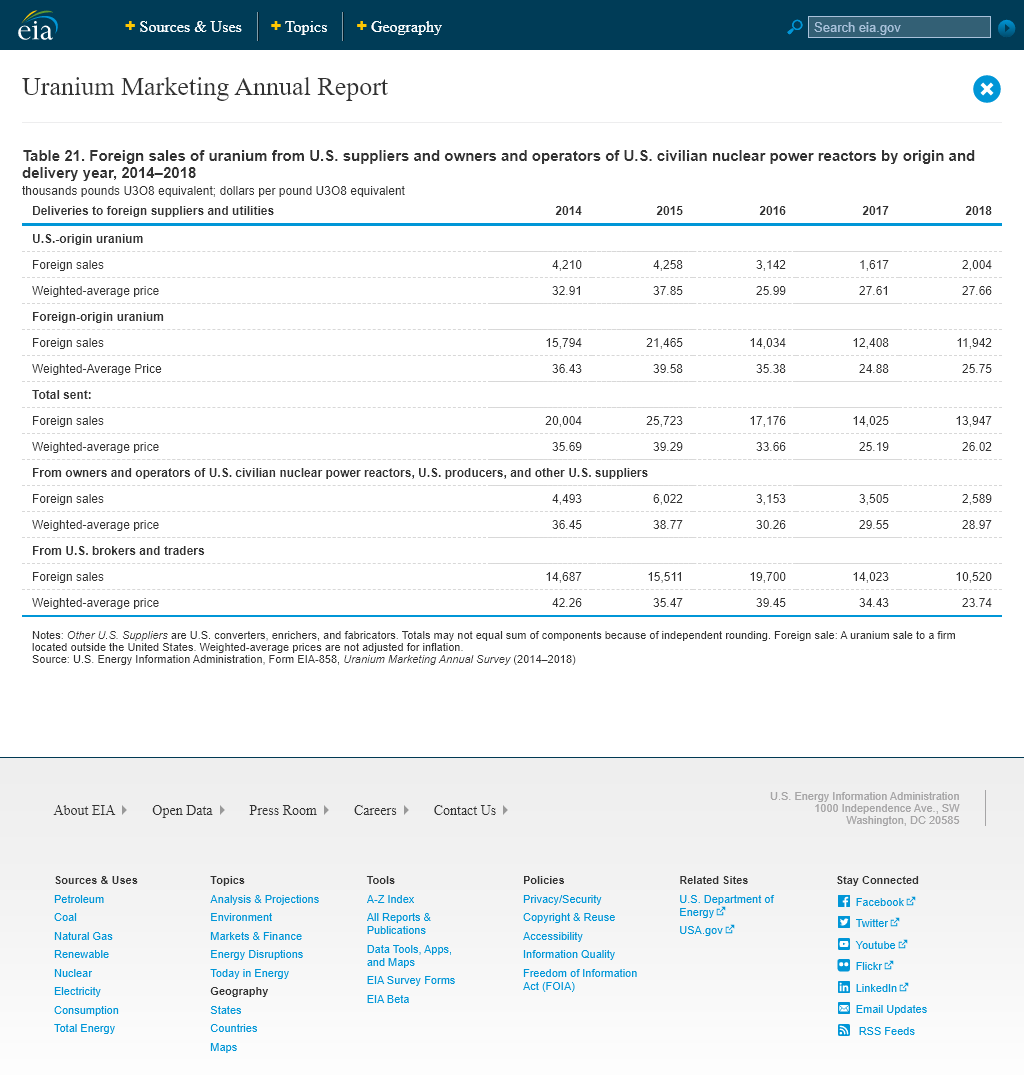 eia
Sources & Uses
Topics
Geography
Search eia.gov
Uranium Marketing Annual Report
Table 21. Foreign sales of uranium from U.S. suppliers and owners and operators of U.S. civilian nuclear power reactors by origin and
delivery year, 2014–2018
thousands pounds U3O8 equivalent; dollars per pound U3O8 equivalent
Deliveries to foreign suppliers and utilities 2014 2015 2016 2017 2018
U.S.-origin uranium
Foreign sales 4,210 4,258 3,142 1,617 2,004
Weighted-average price 32.91 37.85 25.99 27.61 27.66
Foreign-origin uranium
Foreign sales 15,794 21,465 14,034 12,408 11,942
Weighted-Average Price 36.43 39.58 35.38 24.88 25.75
Total sent:
Foreign sales 20,004 25,723 17,176 14,025 13,947
Weighted-average price 35.69 39.29 33.66 25.19 26.02
From owners and operators of U.S. civilian nuclear power reactors, U.S. producers, and other U.S. suppliers
Foreign sales 4,493 6,022 3,153 3,505 2,589
Weighted-average price 36.45 38.77 30.26 29.55 28.97
From U.S. brokers and traders
Foreign sales 14,687 15,511 19,700 14,023 10,520
Weighted-average price 42.26 35.47 39.45 34.43 23.74
Notes: Other U.S. Suppliers are U.S. converters, enrichers, and fabricators. Totals may not equal sum of components because of independent rounding. Foreign sale: A uranium sale to a firm
located outside the United States. Weighted-average prices are not adjusted for inflation.
Source: U.S. Energy Information Administration, Form EIA-858, Uranium Marketing Annual Survey (2014–2018)
About EIA
Open Data
Press Room
Careers
Contact Us
U.S. Energy Information Administration
1000 Independence Ave., SW
Washington, DC 20585
Sources & Uses
Petroleum
Coal
Natural Gas
Renewable
Nuclear
Electricity
Consumption
Total Energy
Topics
Analysis & Projections
Environment
Markets & Finance
Energy Disruptions
Today in Energy
Geography
States
Countries
Maps
Tools
A-Z Index
All Reports &
Publications
Data Tools, Apps,
and Maps
EIA Survey Forms
EIA Beta
Policies
Privacy/Security
Copyright & Reuse
Accessibility
Information Quality
Freedom of Information
Act (FOIA)
Related Sites
U.S. Department of
Energy
USA.gov
Stay Connected
Facebook
Twitter
Youtube
Flickr
LinkedIn
Email Updates
RSS Feeds